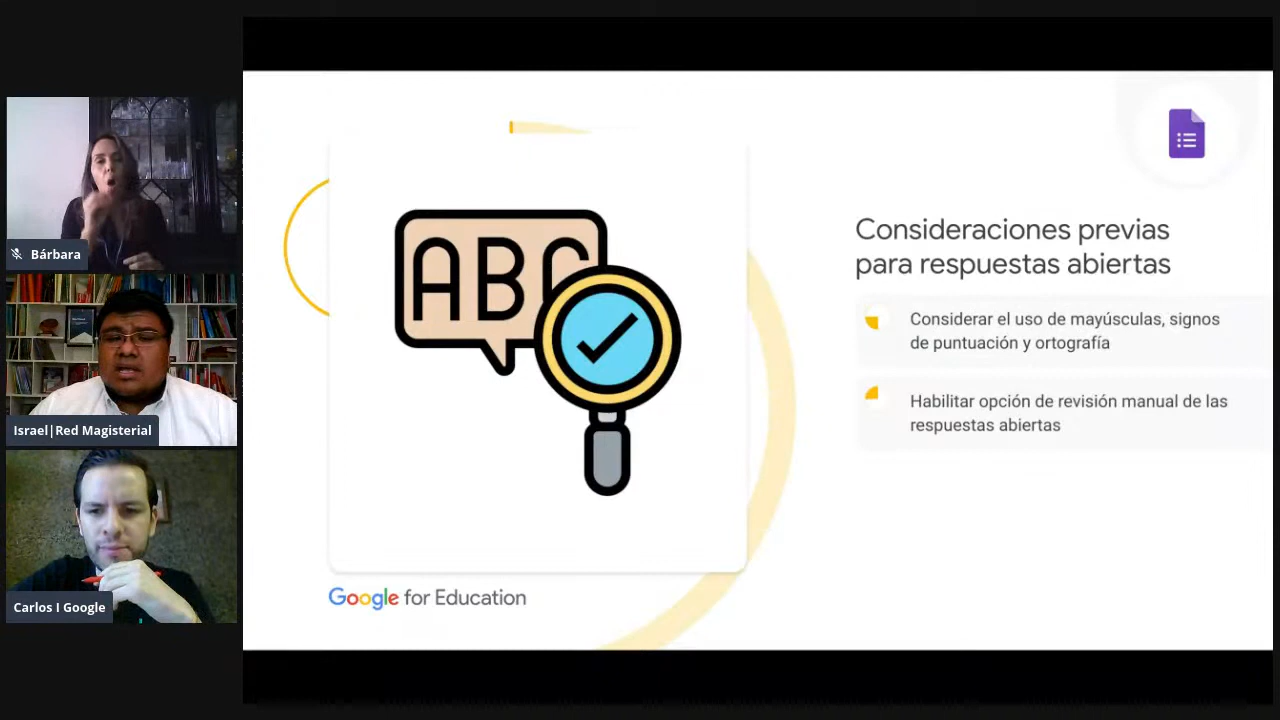 Bárbara
Israel|Red Magisterial
Carlos I Google
ABC
Google for Education
Consideraciones previas
para respuestas abiertas
Considerar el uso de mayúsculas, signos
de puntuación y ortografía
Habilitar opción de revisión manual de las
respuestas abiertas